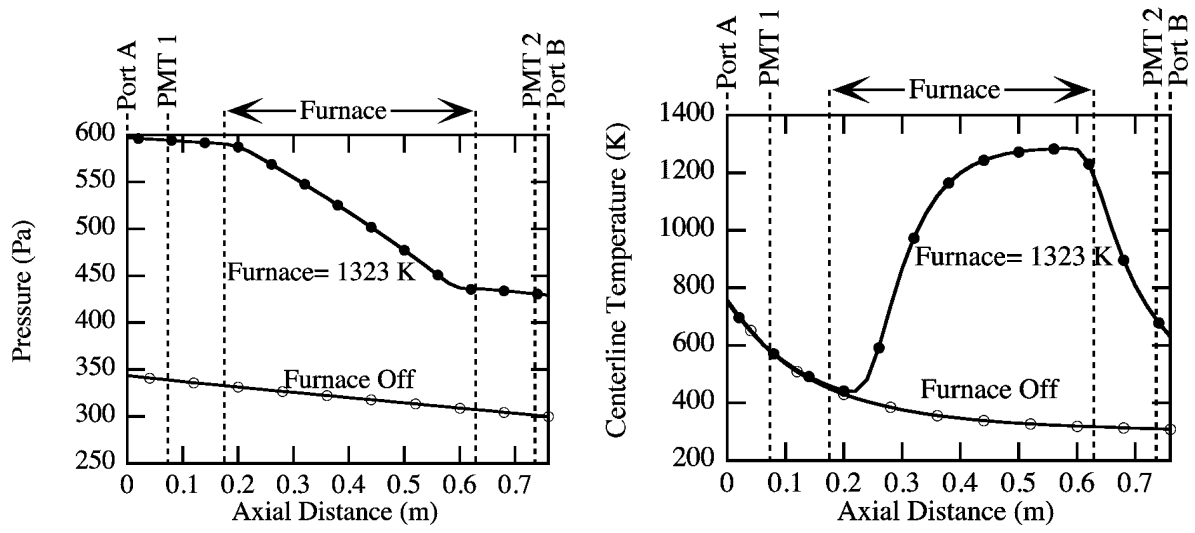 Port A
PMT 1
PMT 2
Port B
Furnace
600
550
500
450
400
350
300
250
Pressure (Pa)
Furnace= 1323 K
Furnace Off
0 0.1 0.2 0.3 0.4 0.5 0.6 0.7
Axial Distance (m)
Port A
PMT 1
PMT 2
Port B
Furnace
1400
1200
1000
800
600
400
200
Centerline Temperature (K)
Furnace= 1323 K
Furnace Off
0 0.1 0.2 0.3 0.4 0.5 0.6 0.7
Axial Distance (m)